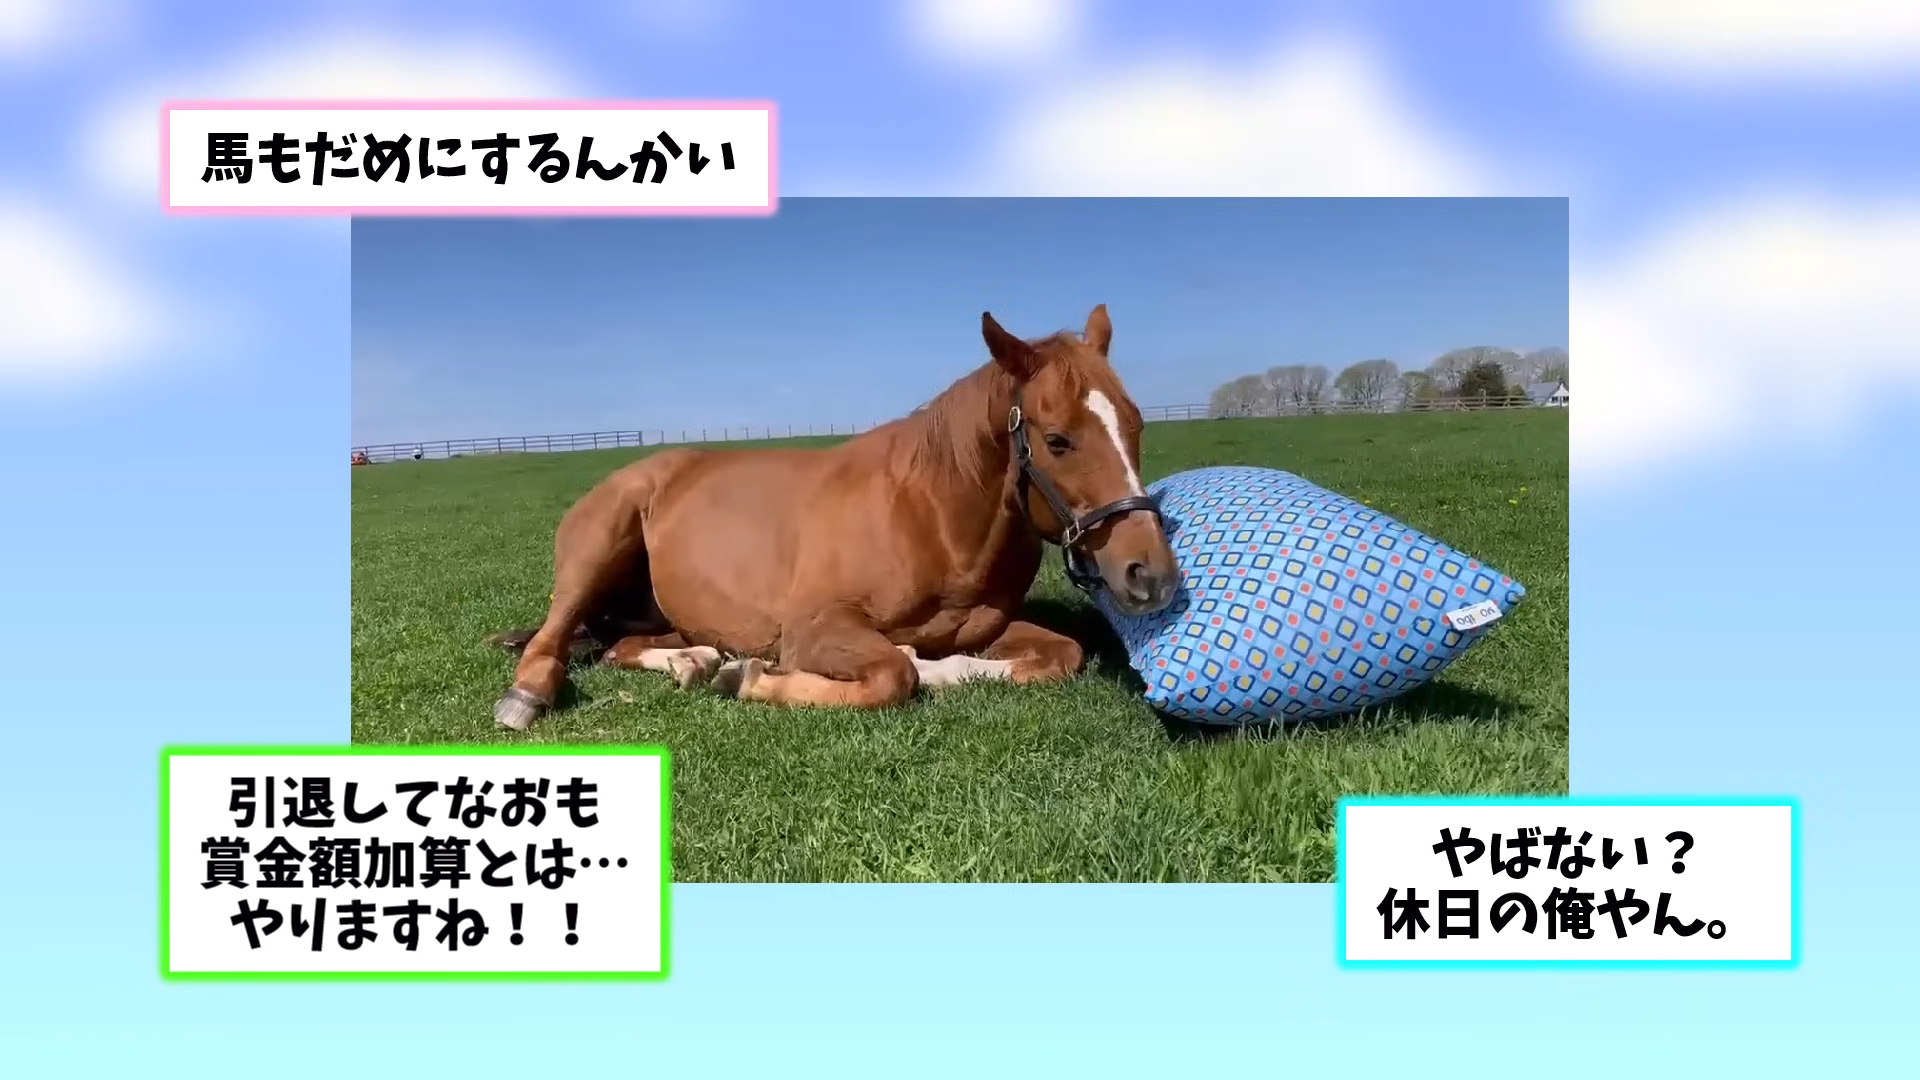 馬もだめにするんかい
引退してなおも
賞金額加算とは…
やりますね！！
やばない？
休日の俺やん。